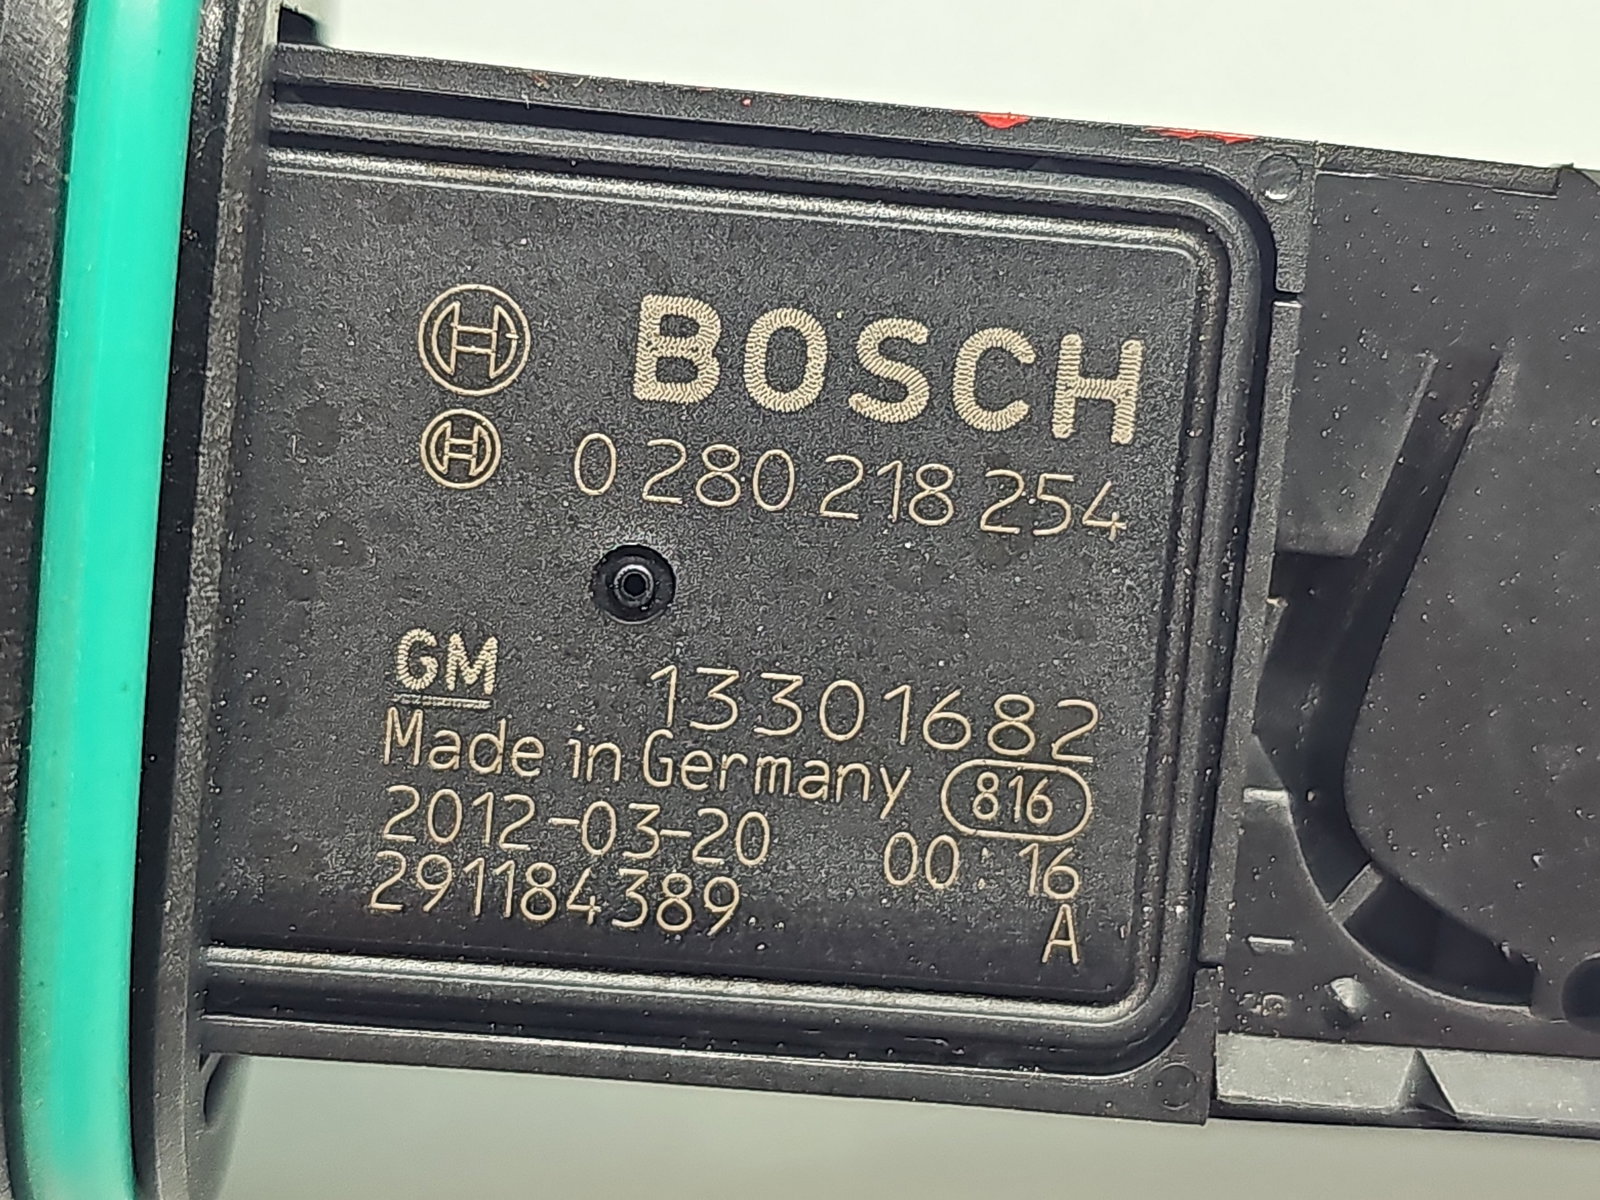 BOSCH
0 280 218 254
GM
13301682
Made in Germany 816
2012-03-20 00:16
291184389 A